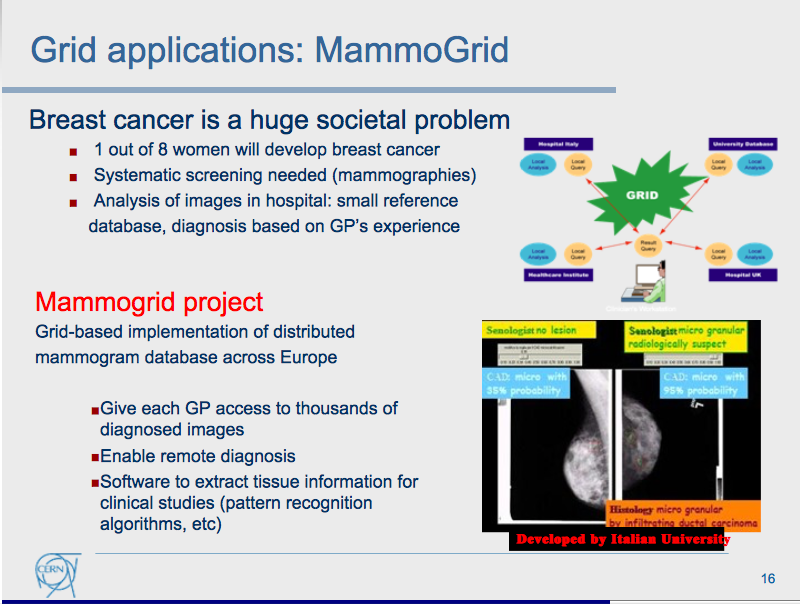 Grid applications: MammoGrid
Breast cancer is a huge societal problem
1 out of 8 women will develop breast cancer
Systematic screening needed (mammographies)
Analysis of images in hospital: small reference
database, diagnosis based on GP's experience
Hospital Italy
University Database
Local Analysis
Local Query
Local Query
Local Analysis
GRID
Result Query
Local Analysis
Local Query
Local Query
Local Analysis
Healthcare Institute
Hospital UK
Mammogrid project
Grid-based implementation of distributed
mammogram database across Europe
Give each GP access to thousands of
diagnosed images
Enable remote diagnosis
Software to extract tissue information for
clinical studies (pattern recognition
algorithms, etc)
Senologist no lesion
Senologist micro granular
radiologically suspect
CAD: micro with
35% probability
CAD: micro with
95% probability
Histology micro granular
by infiltrating ductal carcinoma
Developed by Italian University
CERN
16